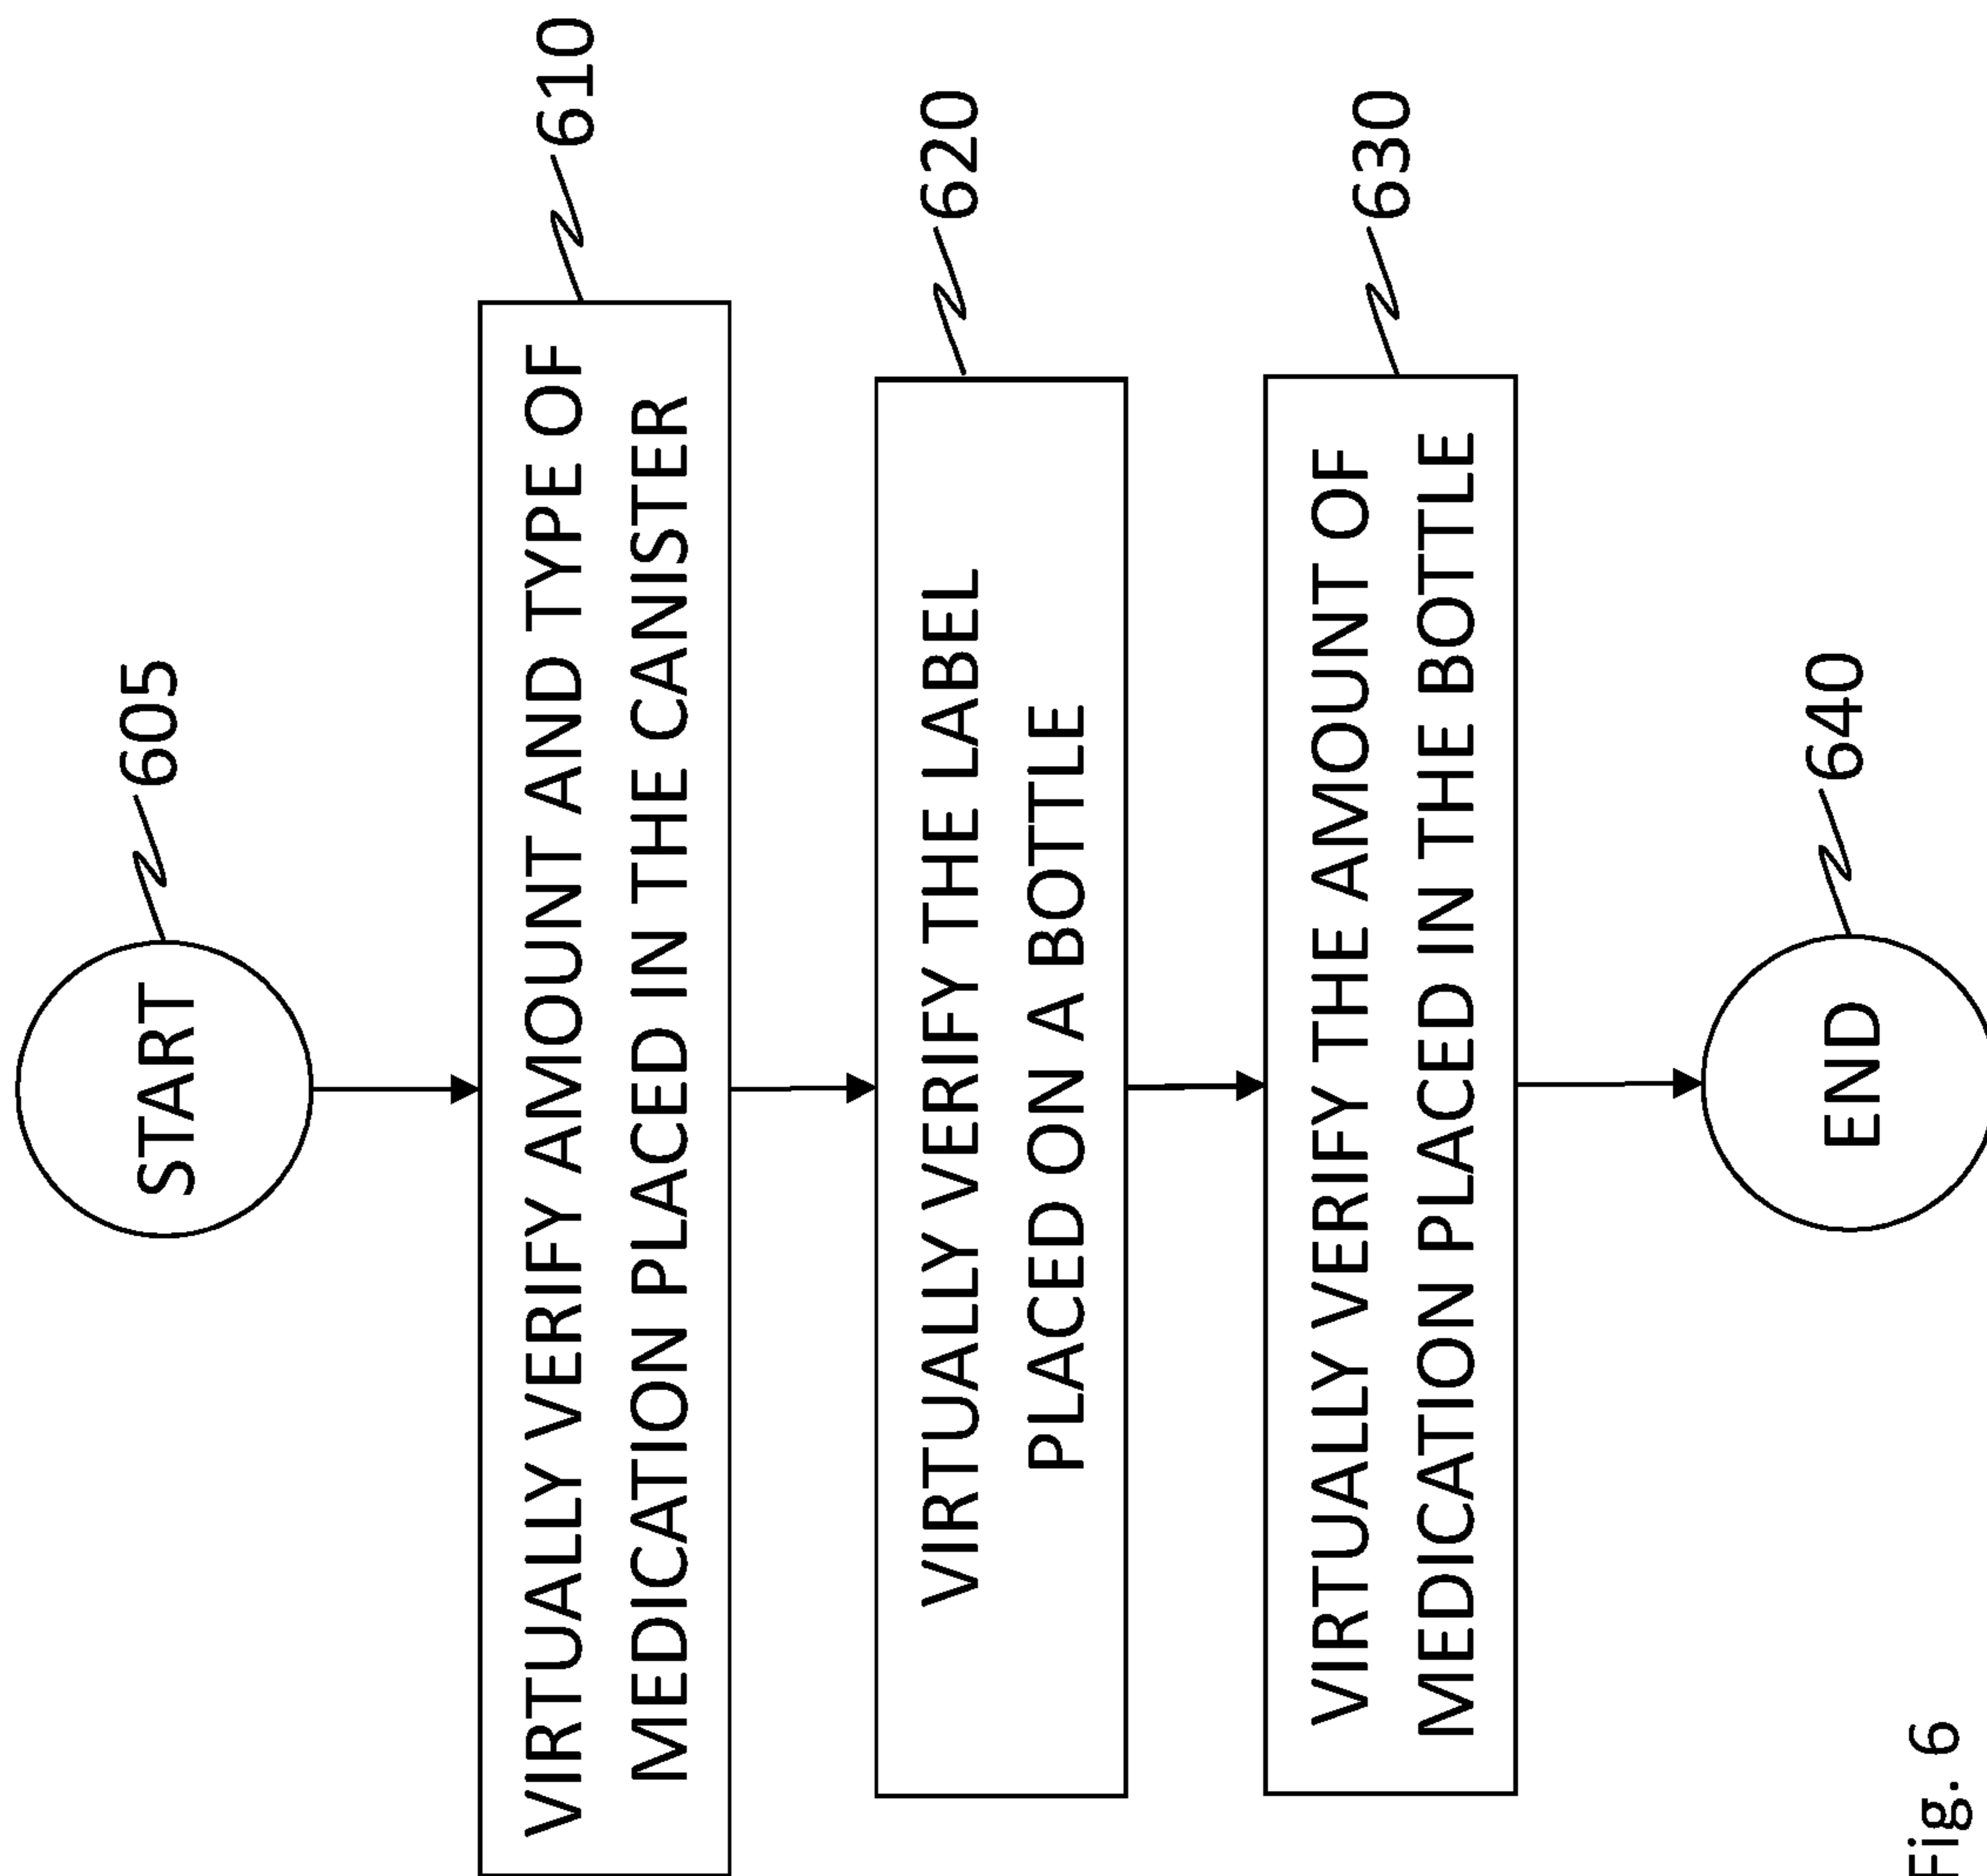 START
605
VIRTUALLY VERIFY AMOUNT AND TYPE OF
MEDICATION PLACED IN THE CANISTER
610
VIRTUALLY VERIFY THE LABEL
PLACED ON A BOTTLE
620
VIRTUALLY VERIFY THE AMOUNT OF
MEDICATION PLACED IN THE BOTTLE
630
END
640
Fig. 6